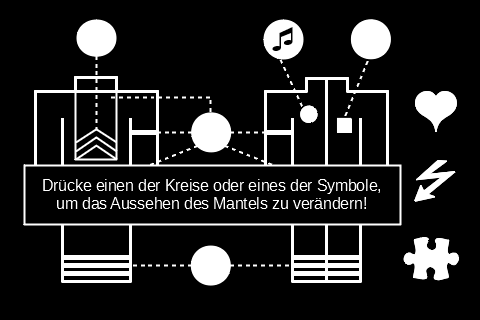 Drücke einen der Kreise oder eines der Symbole,
um das Aussehen des Mantels zu verändern!